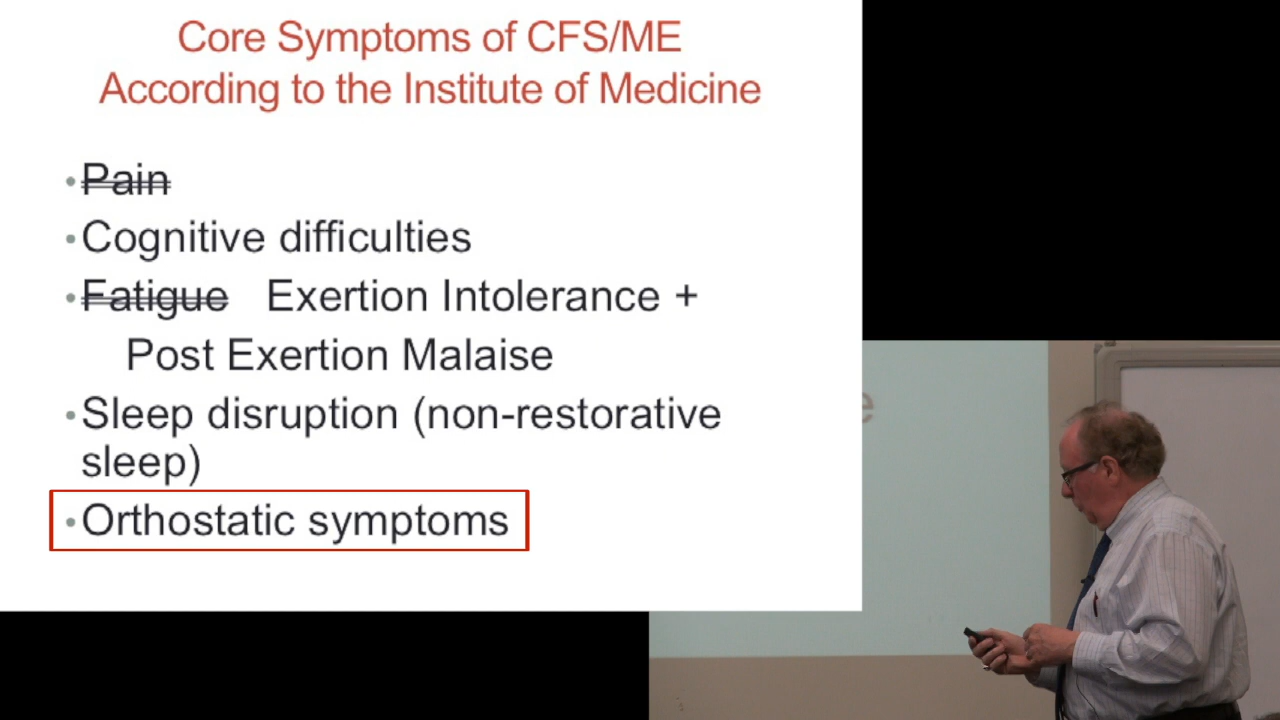 Core Symptoms of CFS/ME
According to the Institute of Medicine
•Pain
•Cognitive difficulties
•Fatigue Exertion Intolerance +
Post Exertion Malaise
•Sleep disruption (non-restorative
sleep)
•Orthostatic symptoms
e